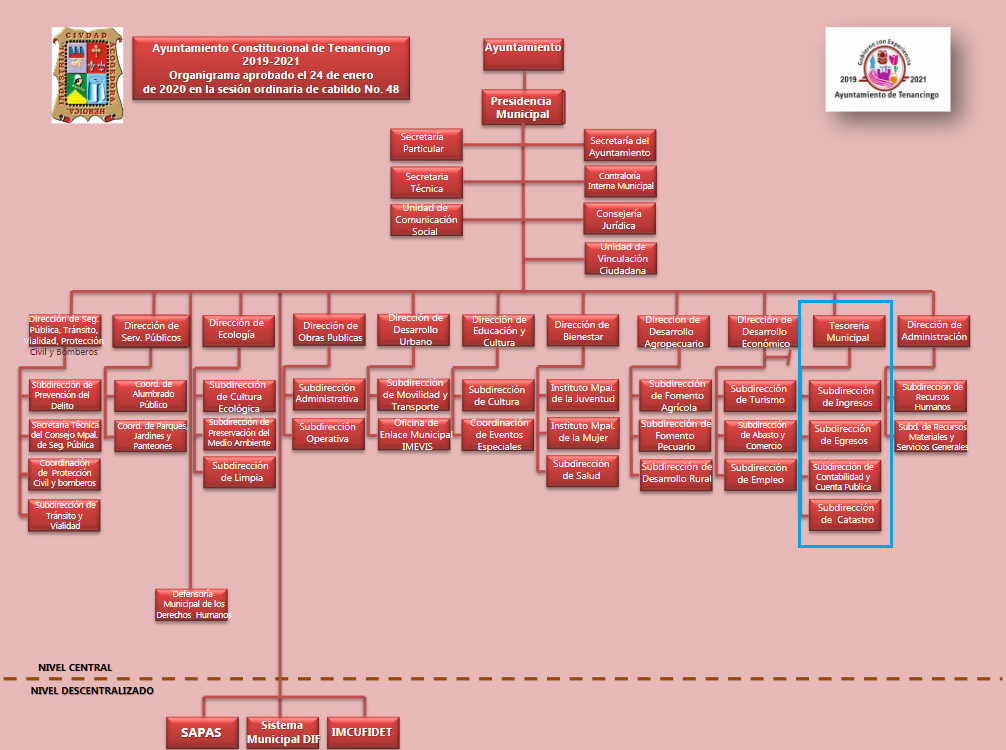 Ayuntamiento Constitucional de Tenancingo
2019-2021
Organigrama aprobado el 24 de enero
de 2020 en la sesión ordinaria de cabildo No. 48
Ayuntamiento
Gobierno con Experiencia
2019
2021
Ayuntamiento de Tenancingo
Presidencia
Municipal
Secretaría
Particular
Secretaría del
Ayuntamiento
Secretaria
Técnica
Contraloría
Interna Municipal
Unidad de
Comunicación
Social
Consejería
Jurídica
Unidad de
Vinculación
Ciudadana
Dirección de Seg.
Pública, Tránsito,
Vialidad, Protección
Civil y Bomberos
Dirección de
Serv. Públicos
Dirección de
Ecología
Dirección de
Obras Publicas
Dirección de
Desarrollo
Urbano
Dirección de
Educación y
Cultura
Dirección de
Bienestar
Dirección de
Desarrollo
Agropecuario
Dirección de
Desarrollo
Económico
Tesorería
Municipal
Dirección de
Administración
Subdirección de
Prevención del
Delito
Secretaría Técnica
del Consejo Mpal.
de Seg. Pública
Coordinación
de Protección
Civil y bomberos
Subdirección de
Tránsito y
Vialidad
Coord. de
Alumbrado
Público
Coord. de Parques,
Jardines y
Panteones
Subdirección
de Cultura
Ecológica
Subdirección de
Preservación del
Medio Ambiente
Subdirección
de Limpia
Subdirección
Administrativa
Subdirección
Operativa
Subdirección
de Movilidad y
Transporte
Oficina de
Enlace Municipal
IMEVIS
Subdirección
de Cultura
Coordinación
de Eventos
Especiales
Instituto Mpal.
de la Juventud
Instituto Mpal.
de la Mujer
Subdirección
de Salud
Subdirección
de Fomento
Agrícola
Subdirección de
Fomento
Pecuario
Subdirección de
Desarrollo Rural
Subdirección
de Turismo
Subdirección
de Abasto y
Comercio
Subdirección
de Empleo
Subdirección
de Ingresos
Subdirección
de Egresos
Subdirección de
Contabilidad y
Cuenta Publica
Subdirección
de Catastro
Subdirección de
Recursos
Humanos
Subd. de Recursos
Materiales y
Servicios Generales
Defensoría
Municipal de los
Derechos Humanos
NIVEL CENTRAL
NIVEL DESCENTRALIZADO
SAPAS
Sistema
Municipal DIF
IMCUFIDET